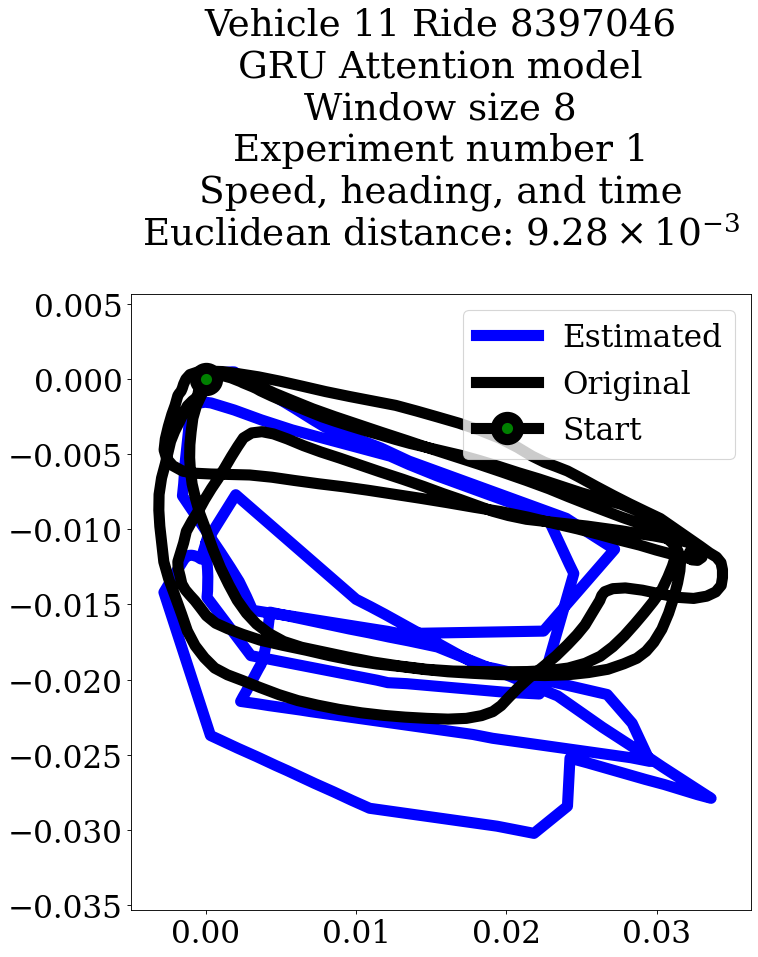 Vehicle 11 Ride 8397046
GRU Attention model
Window size 8
Experiment number 1
Speed, heading, and time
Euclidean distance: 9.28 × 10⁻³
Estimated
Original
Start
0.005
0.000
−0.005
−0.010
−0.015
−0.020
−0.025
−0.030
−0.035
0.00 0.01 0.02 0.03